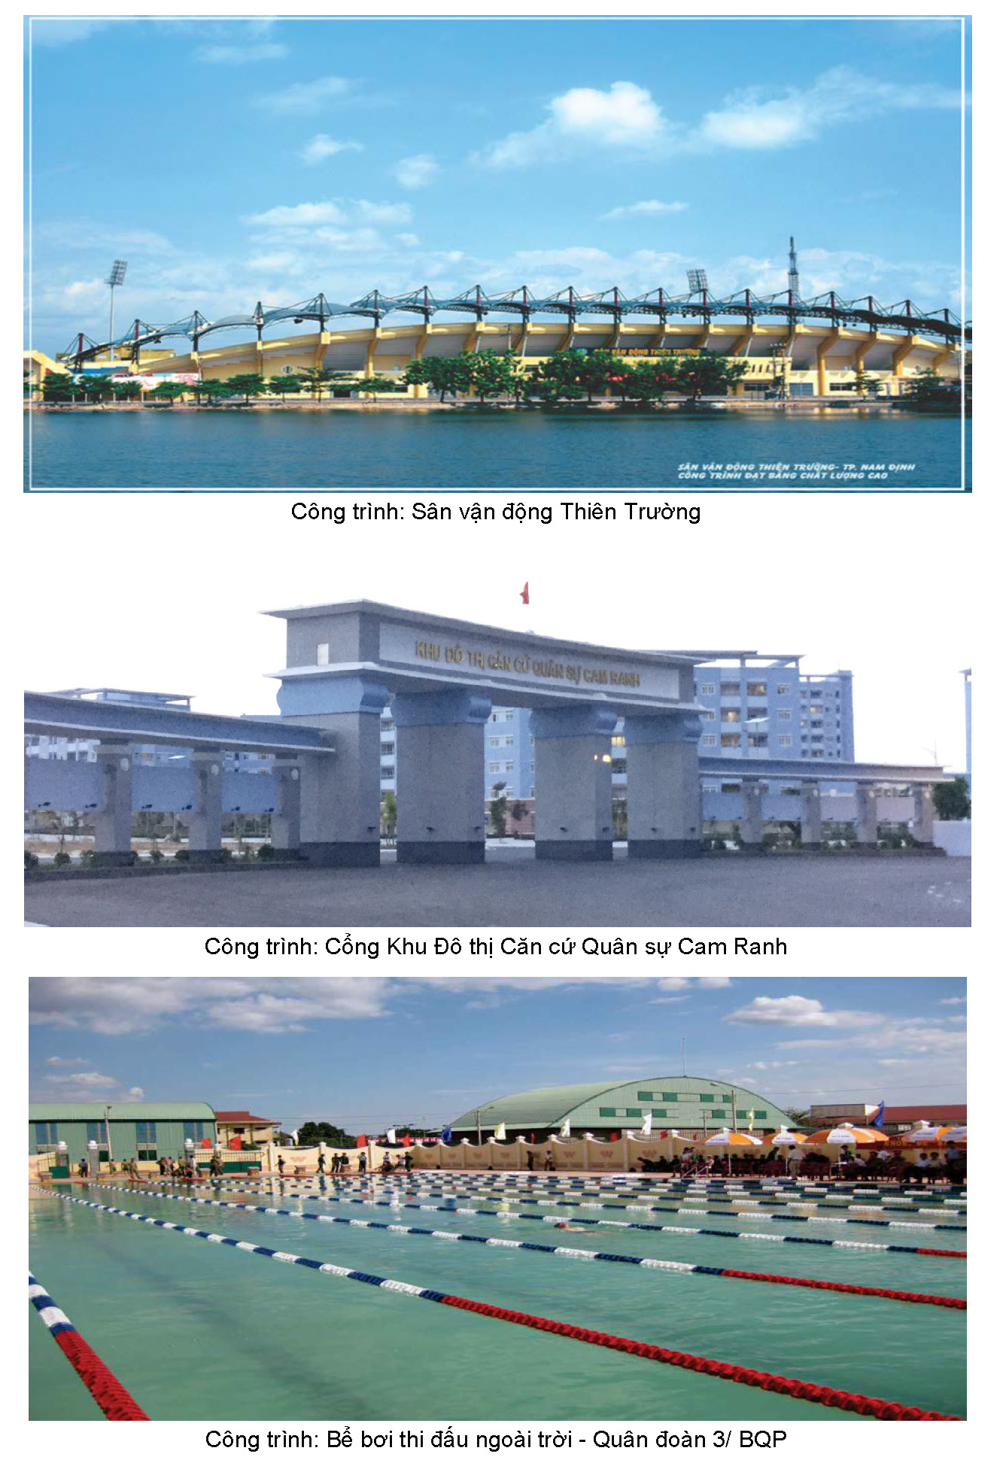 SÂN VẬN ĐỘNG THIÊN TRƯỜNG
SÂN VẬN ĐỘNG THIÊN TRƯỜNG- TP. NAM ĐỊNH
CÔNG TRÌNH ĐẠT BẰNG CHẤT LƯỢNG CAO
Công trình: Sân vận động Thiên Trường
KHU ĐÔ THỊ CĂN CỨ QUÂN SỰ CAM RANH
Công trình: Cổng Khu Đô thị Căn cứ Quân sự Cam Ranh
Công trình: Bể bơi thi đấu ngoài trời - Quân đoàn 3/ BQP